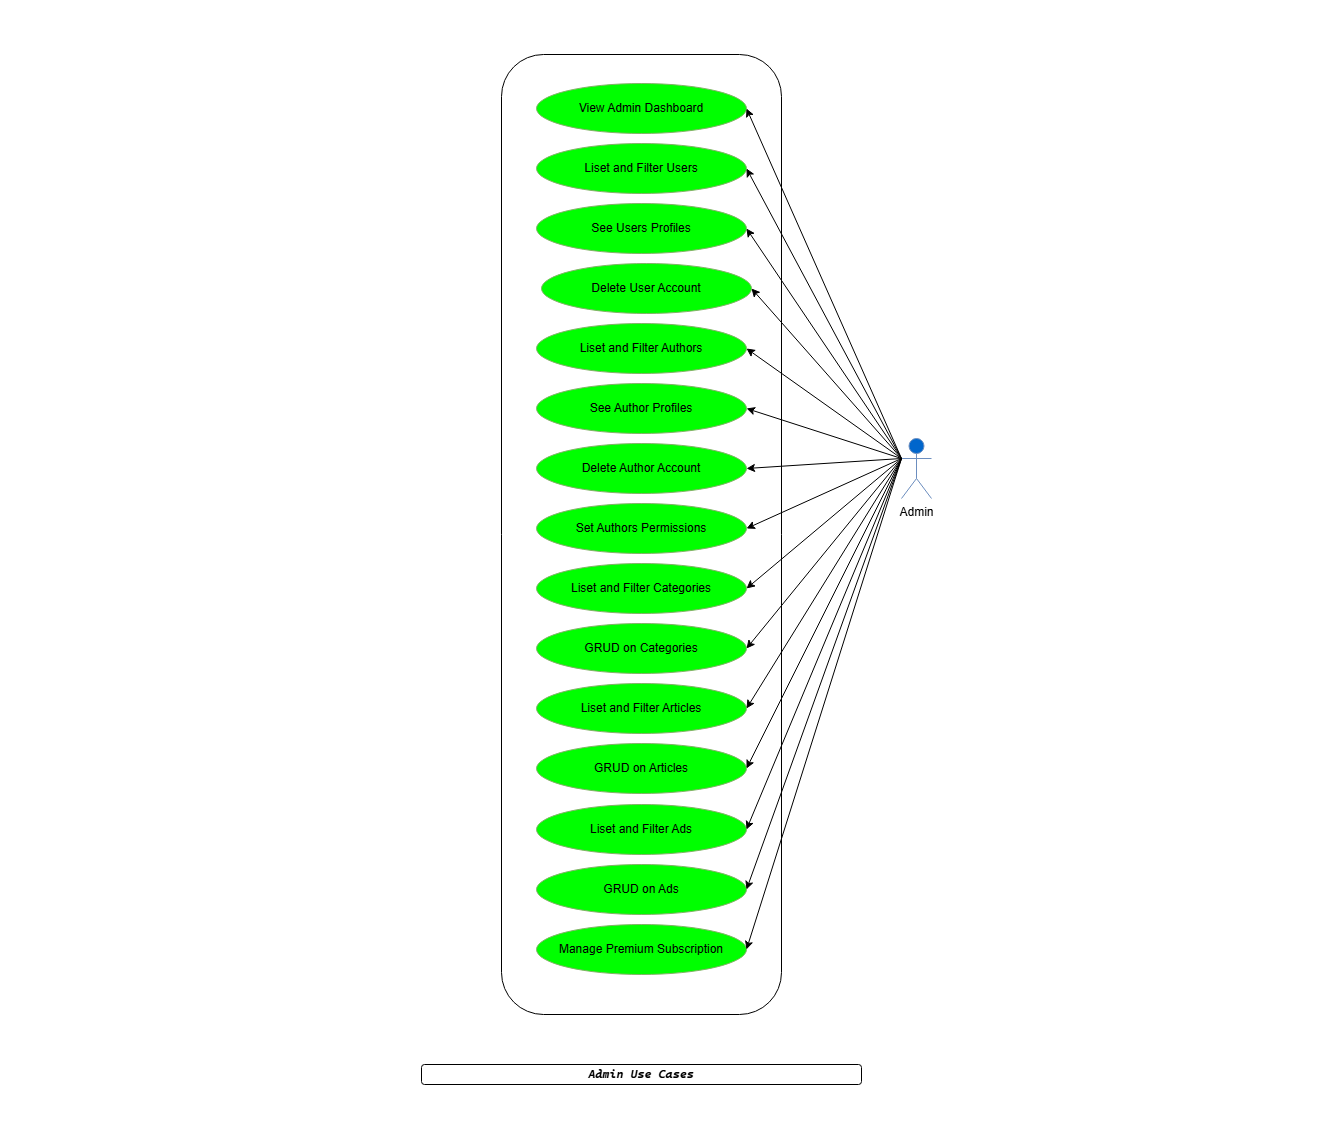 View Admin Dashboard
Liset and Filter Users
See Users Profiles
Delete User Account
Liset and Filter Authors
See Author Profiles
Delete Author Account
Set Authors Permissions
Liset and Filter Categories
GRUD on Categories
Liset and Filter Articles
GRUD on Articles
Liset and Filter Ads
GRUD on Ads
Manage Premium Subscription
Admin
Admin Use Cases